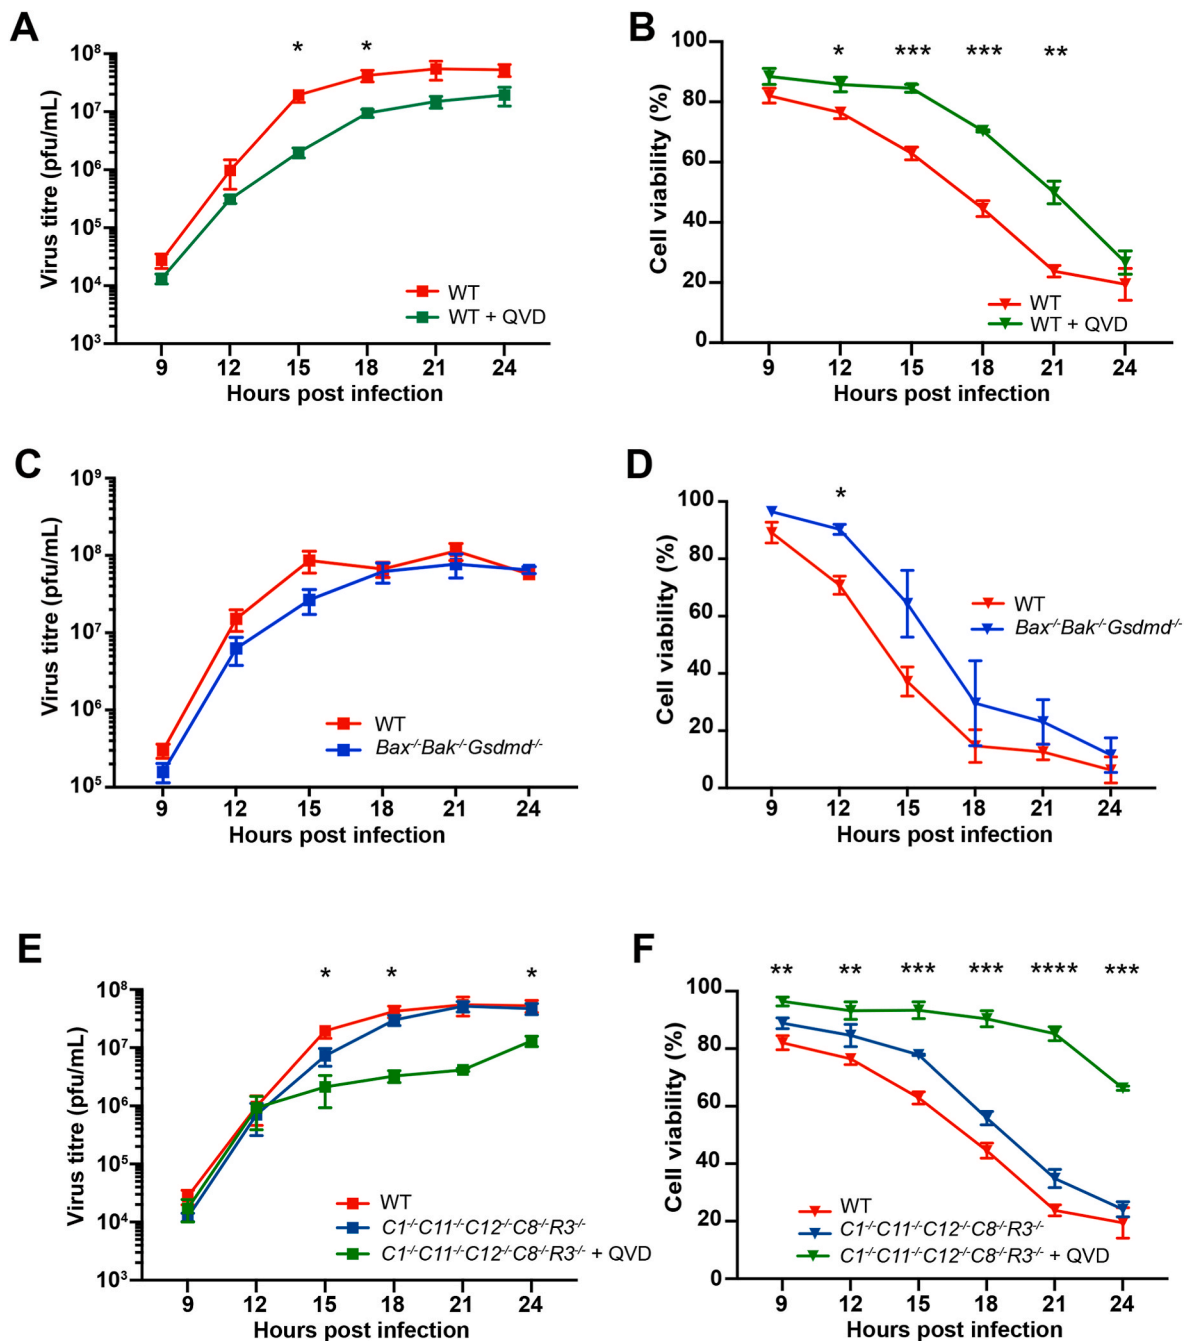 A
Virus titre (pfu/mL)
10⁸
10⁷
10⁶
10⁵
10⁴
10³
* *
WT
WT + QVD
9 12 15 18 21 24
Hours post infection
B
Cell viability (%)
100
80
60
40
20
0
* *** *** **
WT
WT + QVD
9 12 15 18 21 24
Hours post infection
C
Virus titre (pfu/mL)
10⁹
10⁸
10⁷
10⁶
10⁵
WT
Bax⁻/⁻Bak⁻/⁻Gsdmd⁻/⁻
9 12 15 18 21 24
Hours post infection
D
Cell viability (%)
100
80
60
40
20
0
*
WT
Bax⁻/⁻Bak⁻/⁻Gsdmd⁻/⁻
9 12 15 18 21 24
Hours post infection
E
Virus titre (pfu/mL)
10⁸
10⁷
10⁶
10⁵
10⁴
10³
* * *
WT
C1⁻/⁻C11⁻/⁻C12⁻/⁻C8⁻/⁻R3⁻/⁻
C1⁻/⁻C11⁻/⁻C12⁻/⁻C8⁻/⁻R3⁻/⁻ + QVD
9 12 15 18 21 24
Hours post infection
F
Cell viability (%)
100
80
60
40
20
0
** ** *** *** **** ***
WT
C1⁻/⁻C11⁻/⁻C12⁻/⁻C8⁻/⁻R3⁻/⁻
C1⁻/⁻C11⁻/⁻C12⁻/⁻C8⁻/⁻R3⁻/⁻ + QVD
9 12 15 18 21 24
Hours post infection